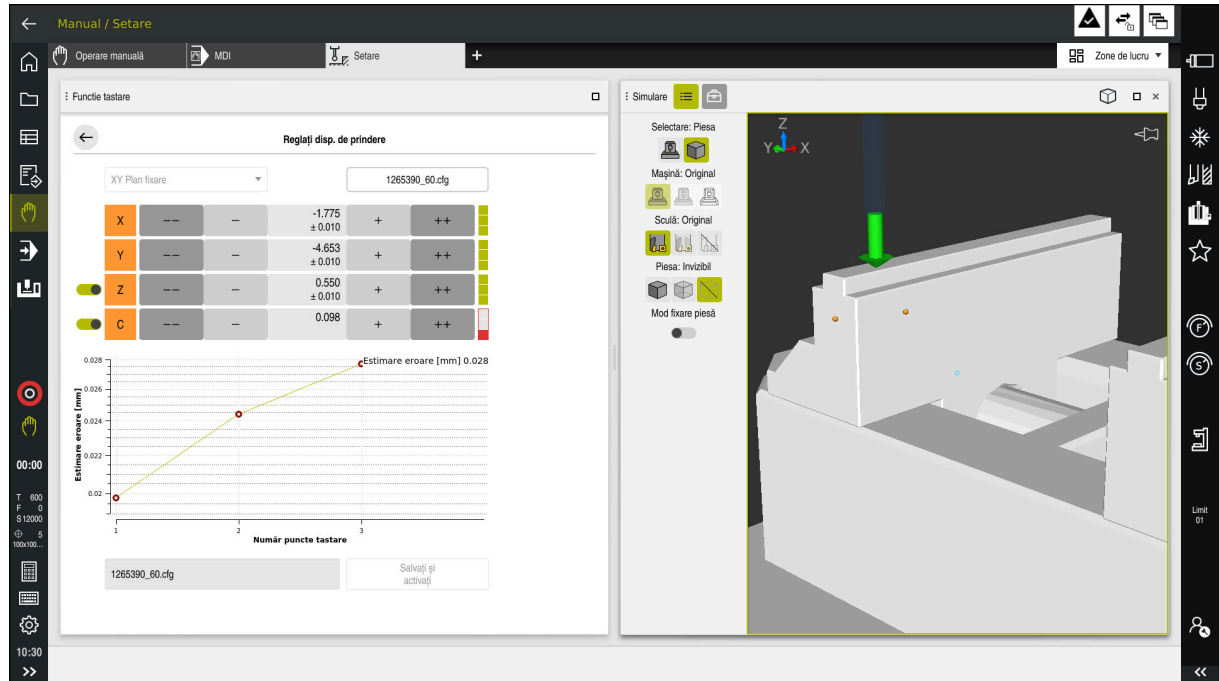 Manual / Setare
Operare manuală
MDI
Setare
+
Zone de lucru
Functie tastare
Reglați disp. de prindere
XY Plan fixare
1265390_60.cfg
X
−−
−
-1.775
± 0.010
+
++
Y
−−
−
-4.653
± 0.010
+
++
Z
−−
−
0.550
± 0.010
+
++
C
−−
−
0.098
+
++
Estimare eroare [mm] 0.028
Estimare eroare [mm]
0.028
0.026
0.024
0.022
0.02
1
2
3
Număr puncte tastare
1265390_60.cfg
Salvați și
activați
Simulare
Selectare: Piesa
Mașină: Original
Sculă: Original
Piesa: Invizibil
Mod fixare piesă
Z
Y
X
00:00
T 600
F 0
S 12000
5
100x100...
10:30
F
S
Limit
01